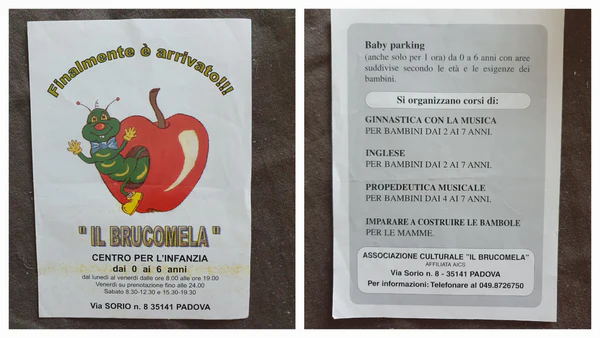 Finalmente è arrivato!!!
" IL BRUCOMELA "
CENTRO PER L'INFANZIA
dai 0 ai 6 anni
dal lunedì al venerdì dalle ore 8.00 alle ore 19.00
Venerdì su prenotazione fino alle 24.00
Sabato 8.30-12.30 e 15.30-19.30
Via SORIO n. 8 35141 PADOVA
Baby parking
(anche solo per 1 ora) da 0 a 6 anni con aree
suddivise secondo le età e le esigenze dei
bambini.
Si organizzano corsi di:
GINNASTICA CON LA MUSICA
PER BAMBINI DAI 2 AI 7 ANNI.
INGLESE
PER BAMBINI DAI 2 AI 7 ANNI.
PROPEDEUTICA MUSICALE
PER BAMBINI DAI 4 AI 7 ANNI.
IMPARARE A COSTRUIRE LE BAMBOLE
PER LE MAMME.
ASSOCIAZIONE CULTURALE "IL BRUCOMELA"
AFFILIATA AICS
Via Sorio n. 8 - 35141 PADOVA
Per informazioni: Telefonare al 049.8726750